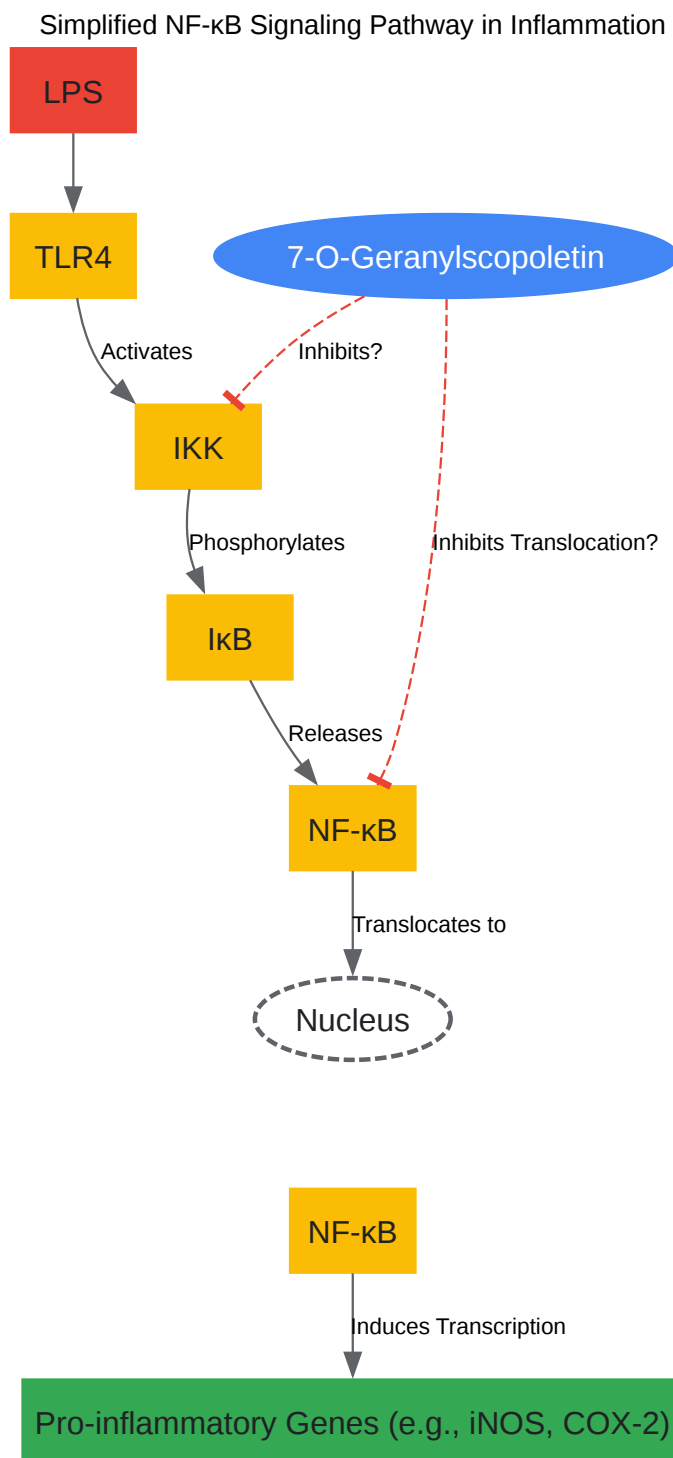 Simplified NF-κB Signaling Pathway in Inflammation
LPS
TLR4
7-O-Geranylscopoletin
Activates
Inhibits?
IKK
Phosphorylates
Inhibits Translocation?
IκB
Releases
NF-κB
Translocates to
Nucleus
NF-κB
Induces Transcription
Pro-inflammatory Genes (e.g., iNOS, COX-2)